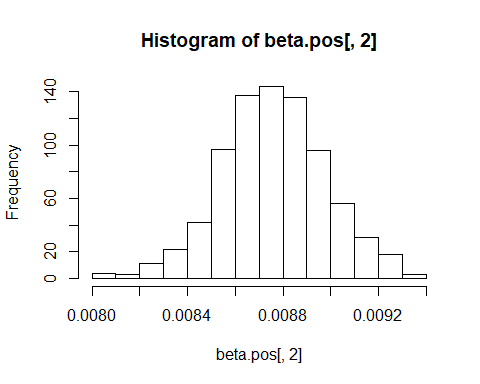 Histogram of beta.pos[, 2]
140
100
60
20
0
Frequency
0.0080 0.0084 0.0088 0.0092
beta.pos[, 2]